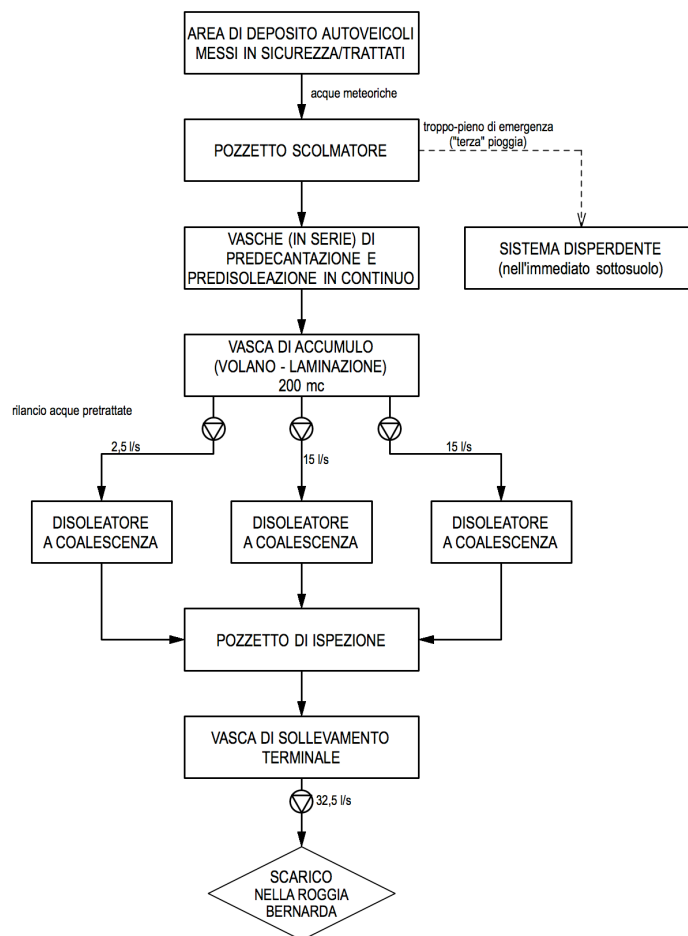 AREA DI DEPOSITO AUTOVEICOLI
MESSI IN SICUREZZA/TRATTATI
acque meteoriche
troppo-pieno di emergenza
("terza" pioggia)
POZZETTO SCOLMATORE
VASCHE (IN SERIE) DI
PREDECANTAZIONE E
PREDISOLEAZIONE IN CONTINUO
SISTEMA DISPERDENTE
(nell'immediato sottosuolo)
VASCA DI ACCUMULO
(VOLANO - LAMINAZIONE)
200 mc
rilancio acque pretrattate
2,5 l/s
15 l/s
15 l/s
DISOLEATORE
A COALESCENZA
DISOLEATORE
A COALESCENZA
DISOLEATORE
A COALESCENZA
POZZETTO DI ISPEZIONE
VASCA DI SOLLEVAMENTO
TERMINALE
32,5 l/s
SCARICO
NELLA ROGGIA
BERNARDA